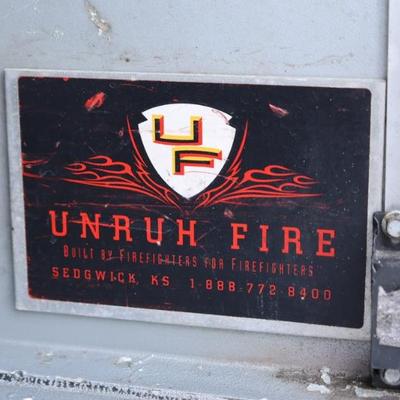 UF
UNRUH FIRE
BUILT BY FIREFIGHTERS FOR FIREFIGHTERS
SEDGWICK, KS 1-888-772-8400